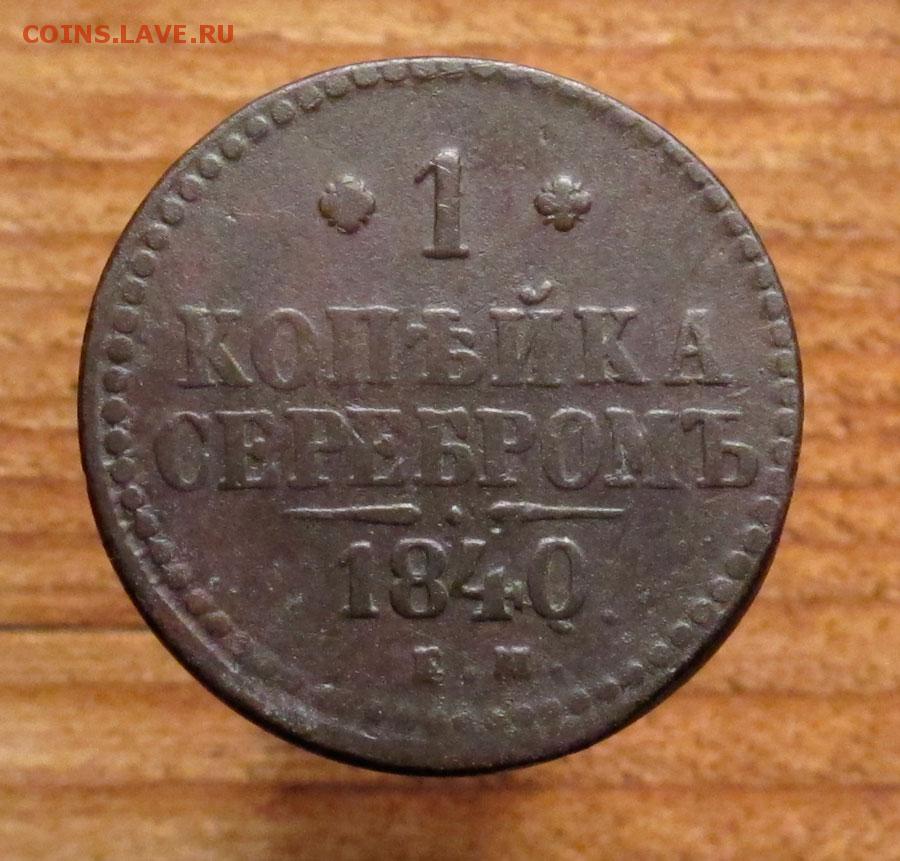 COINS.LAVE.RU
1
КОПѢЙКА
СЕРЕБРОМЪ
1840.
Е М